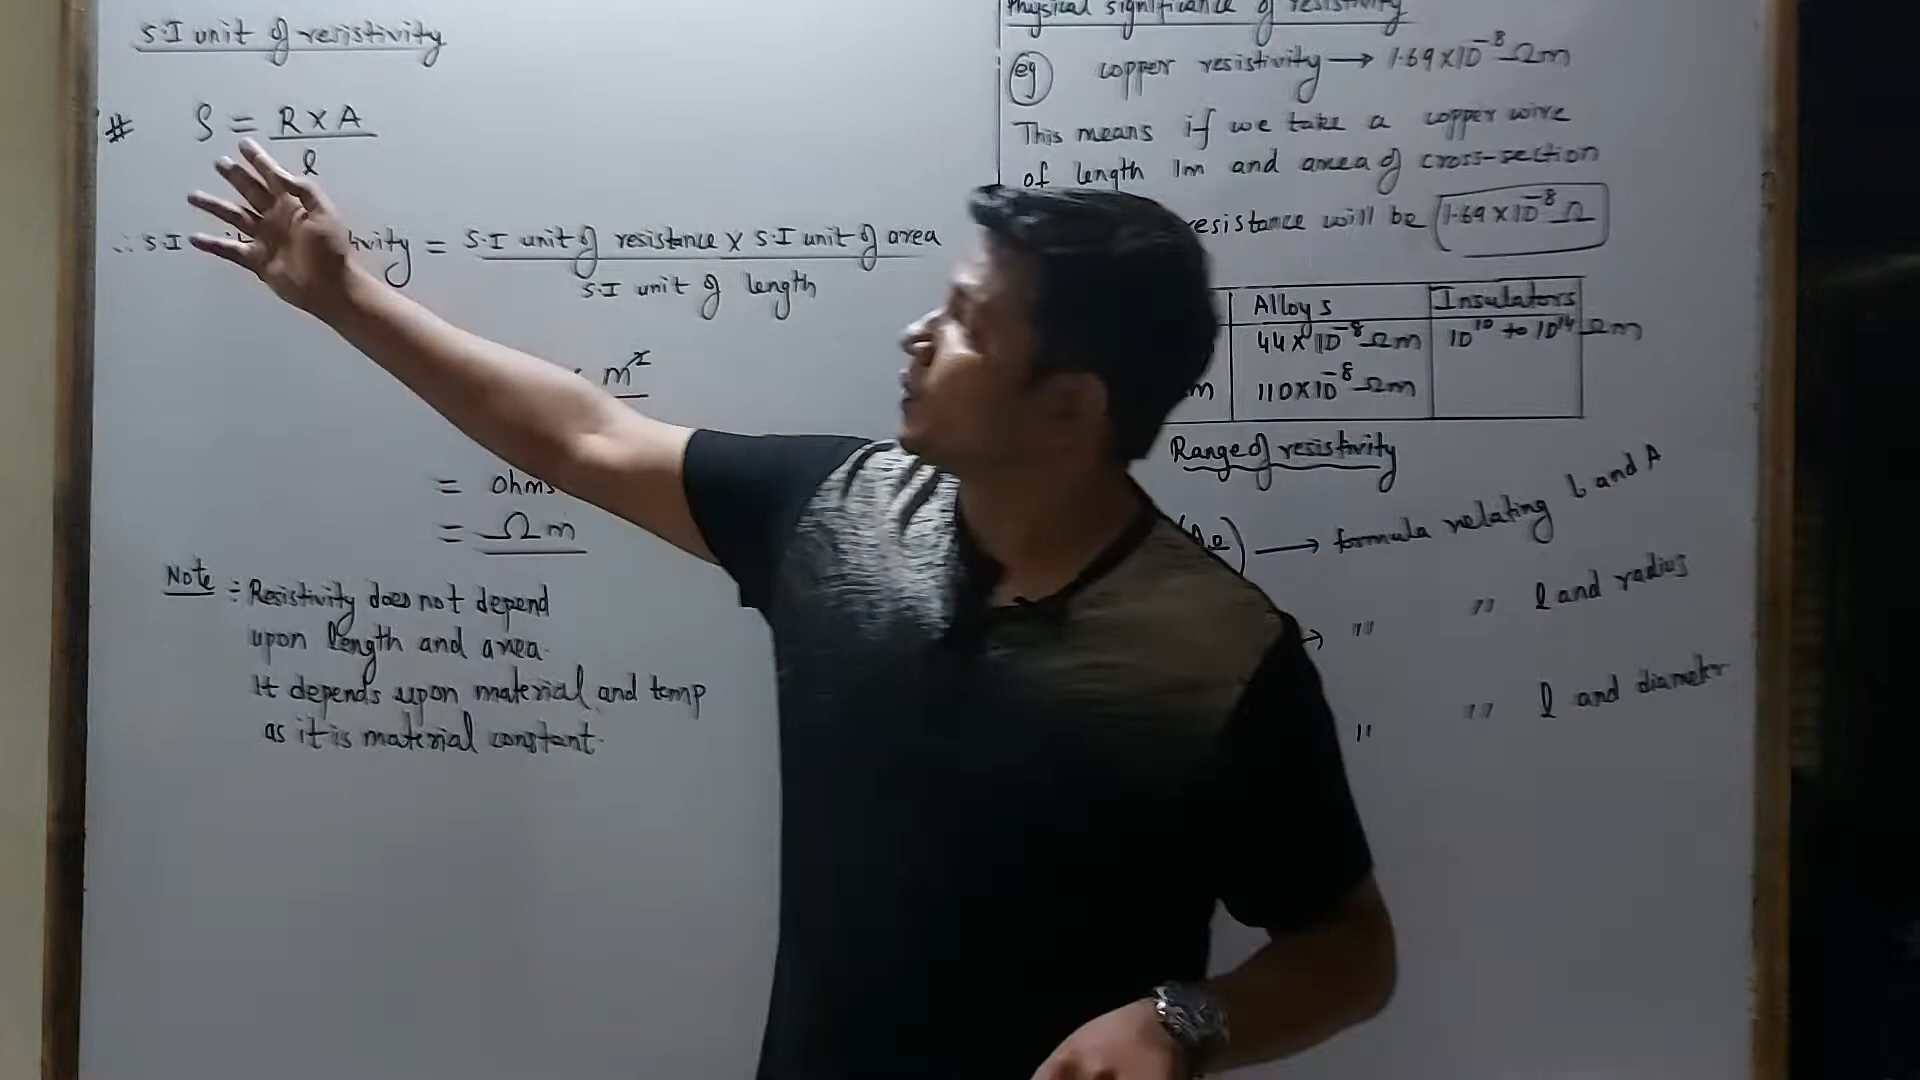 S.I unit of resistivity
# ρ = R×A
l
∴ S.I = S.I unit of resistance × S.I unit of area
S.I unit of length
m²
= ohms
= Ωm
Note :- Resistivity does not depend
upon length and area.
It depends upon material and temp
as it is material constant.
Physical significance of resistivity
eg copper resistivity → 1.69×10⁻⁸ Ωm
This means if we take a copper wire
of length 1m and area of cross-section
resistance will be 1.69×10⁻⁸ Ω
Alloys Insulators
44×10⁻⁸ Ωm 10¹⁰ to 10¹⁴ Ωm
m 110×10⁻⁸ Ωm
Range of resistivity
→ formula relating l and A
→ " " l and radius
" " l and diameter